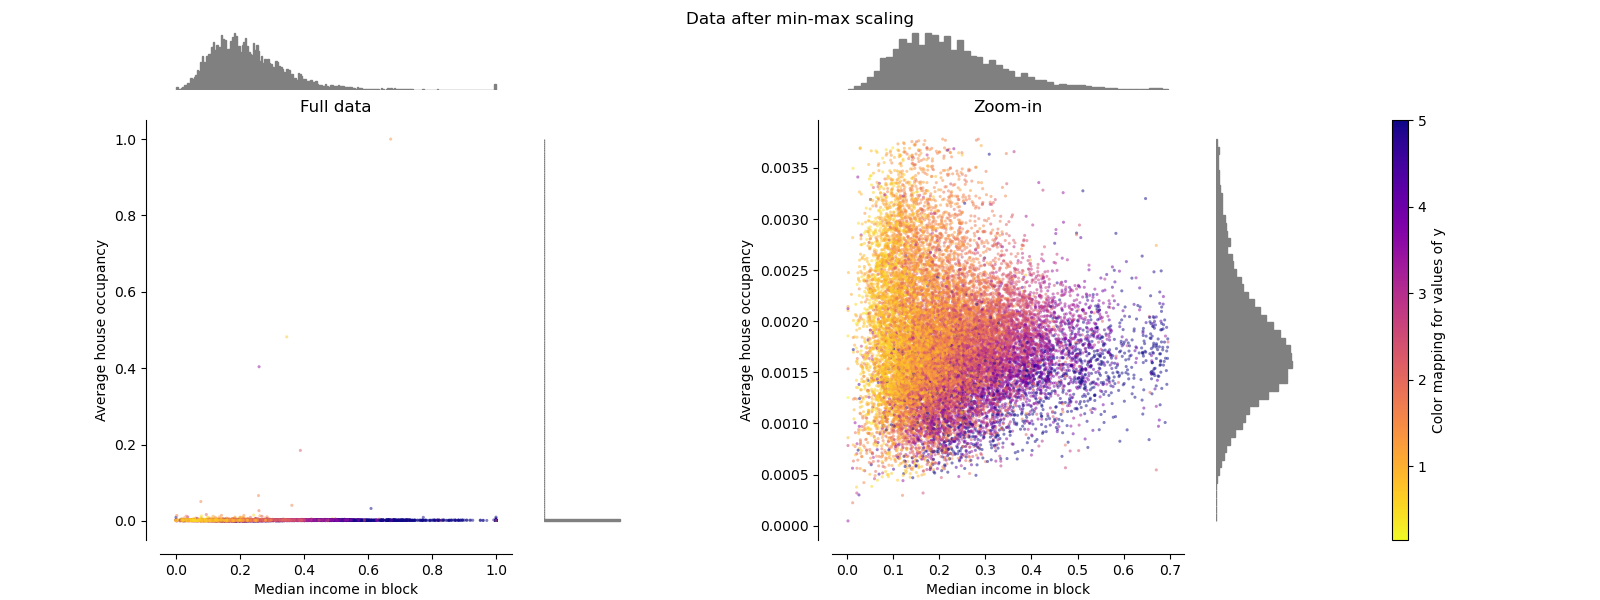 Data after min-max scaling
Full data
1.0
0.8
0.6
0.4
0.2
0.0
Average house occupancy
0.0 0.2 0.4 0.6 0.8 1.0
Median income in block
Zoom-in
0.0035
0.0030
0.0025
0.0020
0.0015
0.0010
0.0005
0.0000
Average house occupancy
0.0 0.1 0.2 0.3 0.4 0.5 0.6 0.7
Median income in block
5
4
3
2
1
Color mapping for values of y